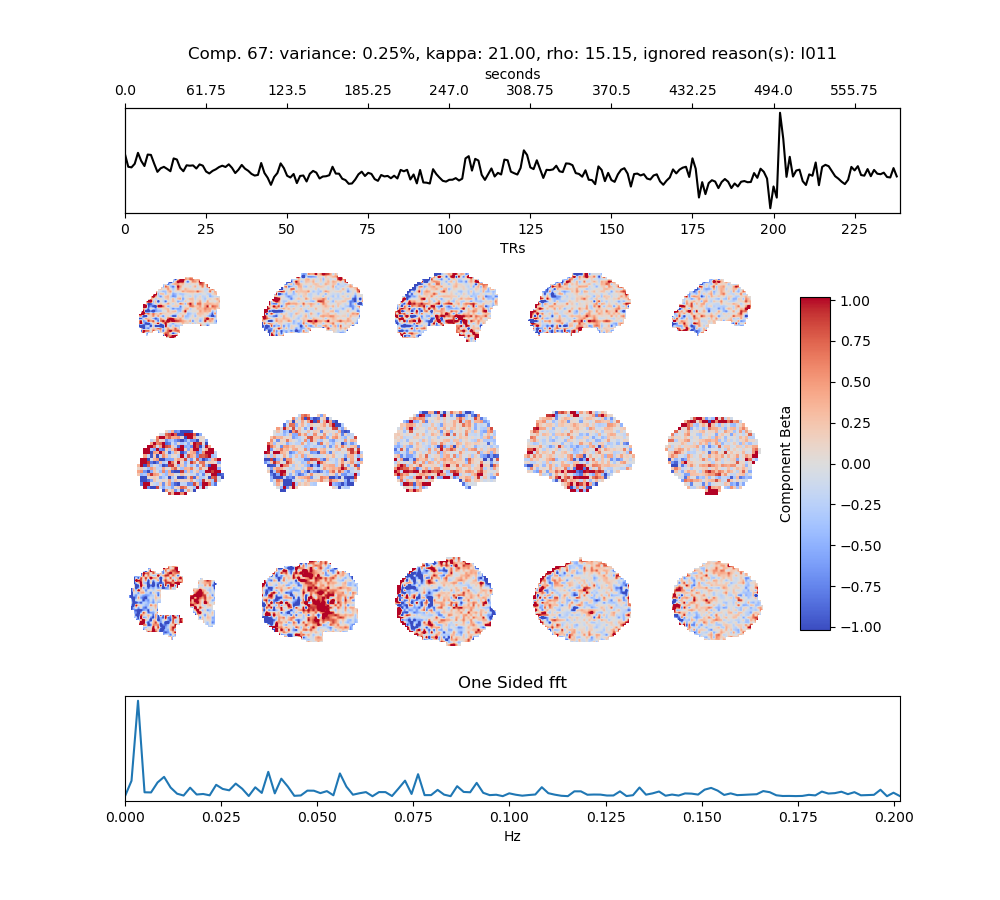 Comp. 67: variance: 0.25%, kappa: 21.00, rho: 15.15, ignored reason(s): I011
seconds
0.0 61.75 123.5 185.25 247.0 308.75 370.5 432.25 494.0 555.75
0 25 50 75 100 125 150 175 200 225
TRs
1.00
0.75
0.50
0.25
0.00
−0.25
−0.50
−0.75
−1.00
Component Beta
One Sided fft
0.000 0.025 0.050 0.075 0.100 0.125 0.150 0.175 0.200
Hz